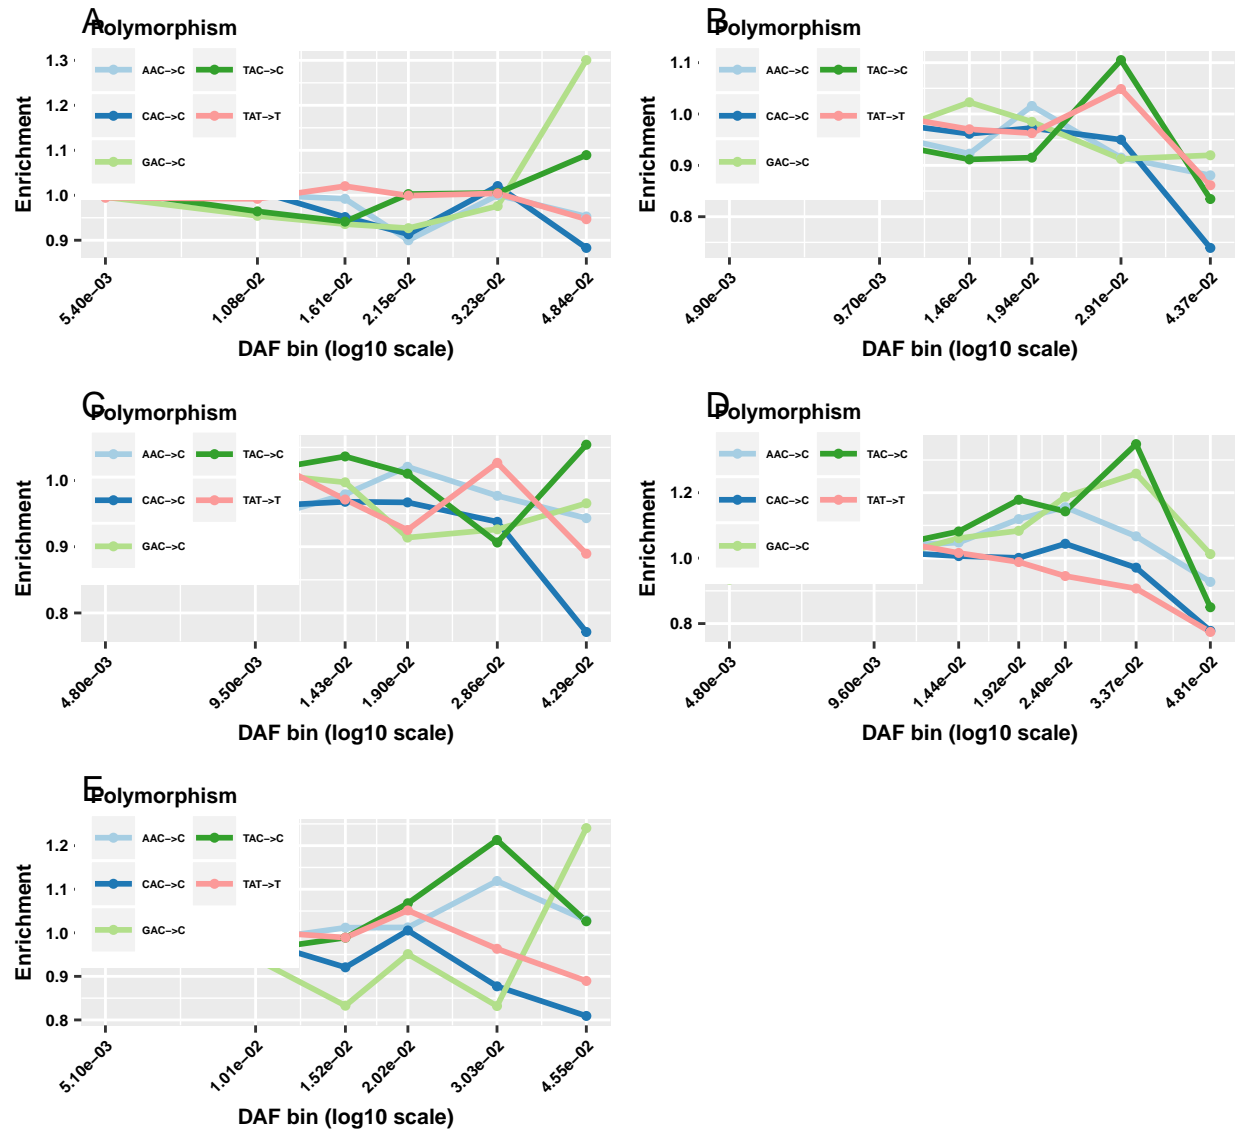 A
Polymorphism
AAC->C
TAC->C
CAC->C
TAT->T
GAC->C
Enrichment
1.3
1.2
1.1
1.0
0.9
5.40e-03
1.08e-02
1.61e-02
2.15e-02
3.23e-02
4.84e-02
DAF bin (log10 scale)
B
Polymorphism
AAC->C
TAC->C
CAC->C
TAT->T
GAC->C
Enrichment
1.1
1.0
0.9
0.8
4.90e-03
9.70e-03
1.46e-02
1.94e-02
2.91e-02
4.37e-02
DAF bin (log10 scale)
C
Polymorphism
AAC->C
TAC->C
CAC->C
TAT->T
GAC->C
Enrichment
1.0
0.9
0.8
4.80e-03
9.50e-03
1.43e-02
1.90e-02
2.86e-02
4.29e-02
DAF bin (log10 scale)
D
Polymorphism
AAC->C
TAC->C
CAC->C
TAT->T
GAC->C
Enrichment
1.2
1.0
0.8
4.80e-03
9.60e-03
1.44e-02
1.92e-02
2.40e-02
3.37e-02
4.81e-02
DAF bin (log10 scale)
E
Polymorphism
AAC->C
TAC->C
CAC->C
TAT->T
GAC->C
Enrichment
1.2
1.1
1.0
0.9
0.8
5.10e-03
1.01e-02
1.52e-02
2.02e-02
3.03e-02
4.55e-02
DAF bin (log10 scale)